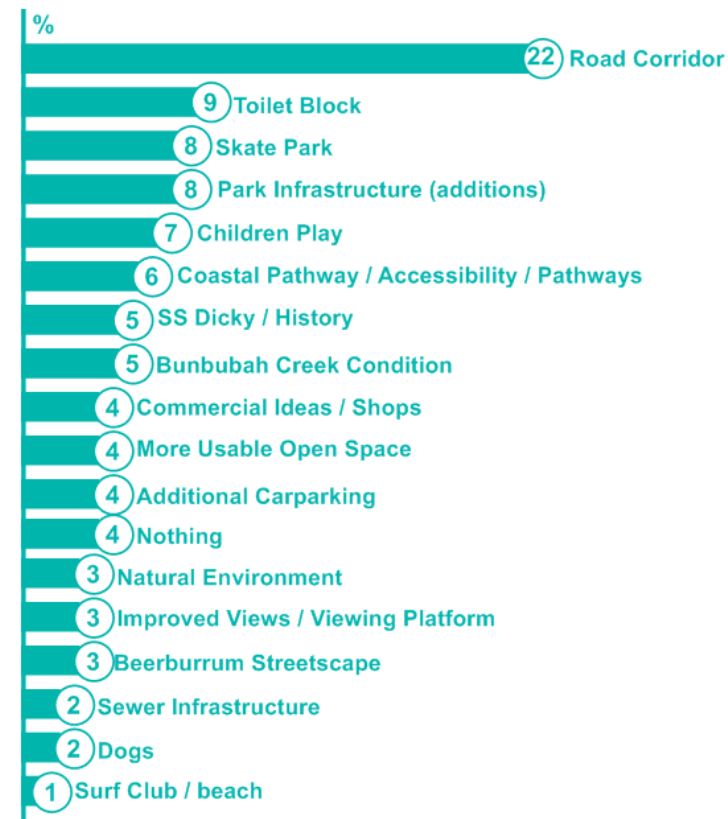 %
22 Road Corridor
9 Toilet Block
8 Skate Park
8 Park Infrastructure (additions)
7 Children Play
6 Coastal Pathway / Accessibility / Pathways
5 SS Dicky / History
5 Bunbubah Creek Condition
4 Commercial Ideas / Shops
4 More Usable Open Space
4 Additional Carparking
4 Nothing
3 Natural Environment
3 Improved Views / Viewing Platform
3 Beerburrum Streetscape
2 Sewer Infrastructure
2 Dogs
1 Surf Club / beach